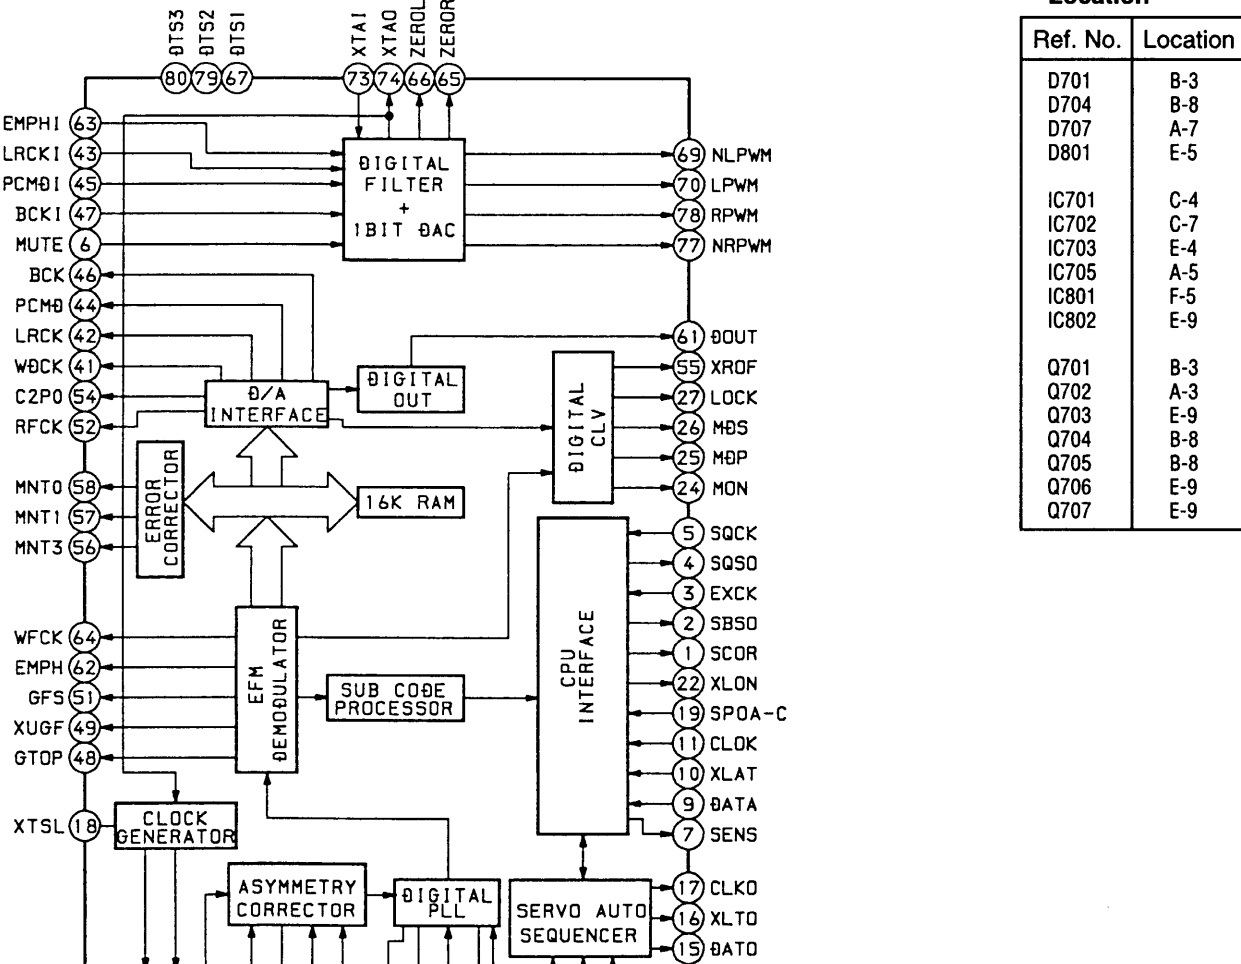 DTS3
DTS2
DTS1
XTAI
XTAO
ZEROL
ZEROR
80 79 67
73 74 66 65
EMPHI 63
LRCKI 43
PCMDI 45
BCKI 47
MUTE 6
BCK 46
PCMD 44
LRCK 42
WDCK 41
C2PO 54
RFCK 52
MNT0 58
MNT1 57
MNT3 56
WFCK 64
EMPH 62
GFS 51
XUGF 49
GTOP 48
XTSL 18
DIGITAL
FILTER
+
1BIT DAC
D/A
INTERFACE
DIGITAL
OUT
DIGITAL
CLV
ERROR
CORRECTOR
16K RAM
EFM
DEMODULATOR
SUB CODE
PROCESSOR
CPU
INTERFACE
CLOCK
GENERATOR
ASYMMETRY
CORRECTOR
DIGITAL
PLL
SERVO AUTO
SEQUENCER
69 NLPWM
70 LPWM
78 RPWM
77 NRPWM
61 DOUT
55 XROF
27 LOCK
26 MDS
25 MDP
24 MON
5 SQCK
4 SQSO
3 EXCK
2 SBSO
1 SCOR
22 XLON
19 SPOA-C
11 CLOK
10 XLAT
9 DATA
7 SENS
17 CLKO
16 XLTO
15 DATO
Location
Ref. No. Location
D701 B-3
D704 B-8
D707 A-7
D801 E-5
IC701 C-4
IC702 C-7
IC703 E-4
IC705 A-5
IC801 F-5
IC802 E-9
Q701 B-3
Q702 A-3
Q703 E-9
Q704 B-8
Q705 B-8
Q706 E-9
Q707 E-9